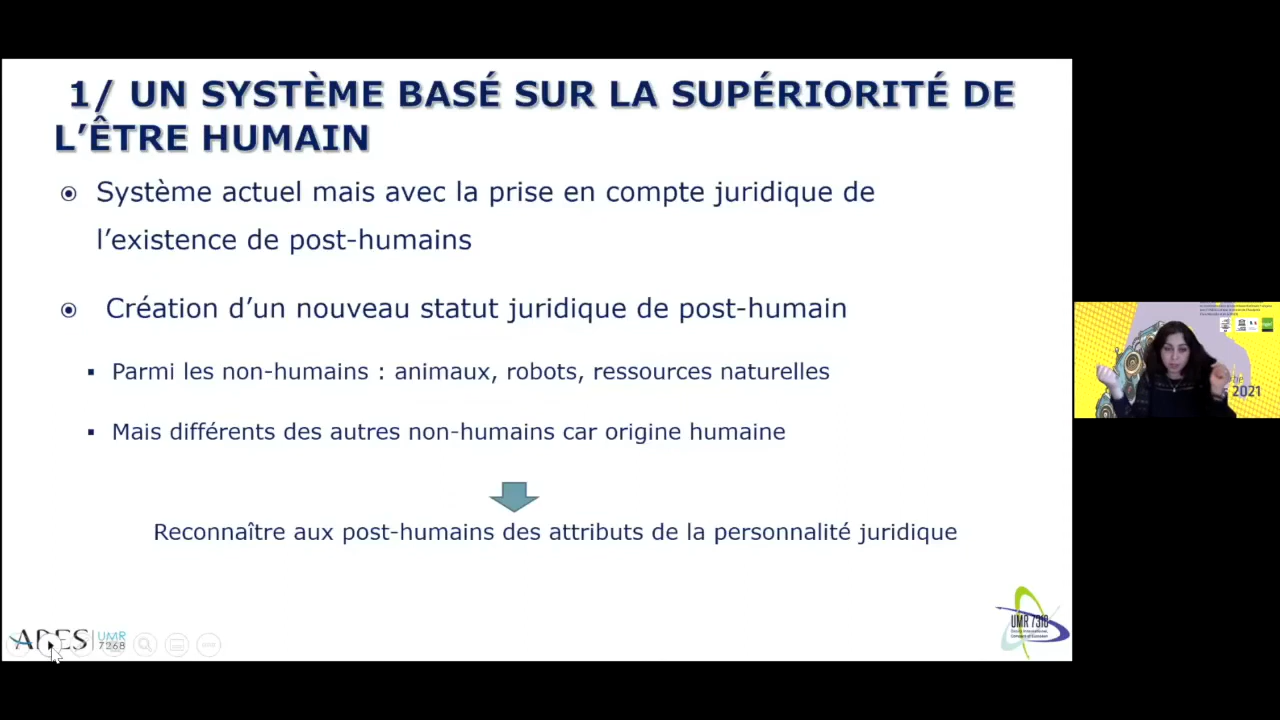 1/ UN SYSTÈME BASÉ SUR LA SUPÉRIORITÉ DE
L’ÊTRE HUMAIN
Système actuel mais avec la prise en compte juridique de
l’existence de post-humains
Création d’un nouveau statut juridique de post-humain
Parmi les non-humains : animaux, robots, ressources naturelles
Mais différents des autres non-humains car origine humaine
Reconnaître aux post-humains des attributs de la personnalité juridique
ADES UMR
7268
UMR 7318
2021